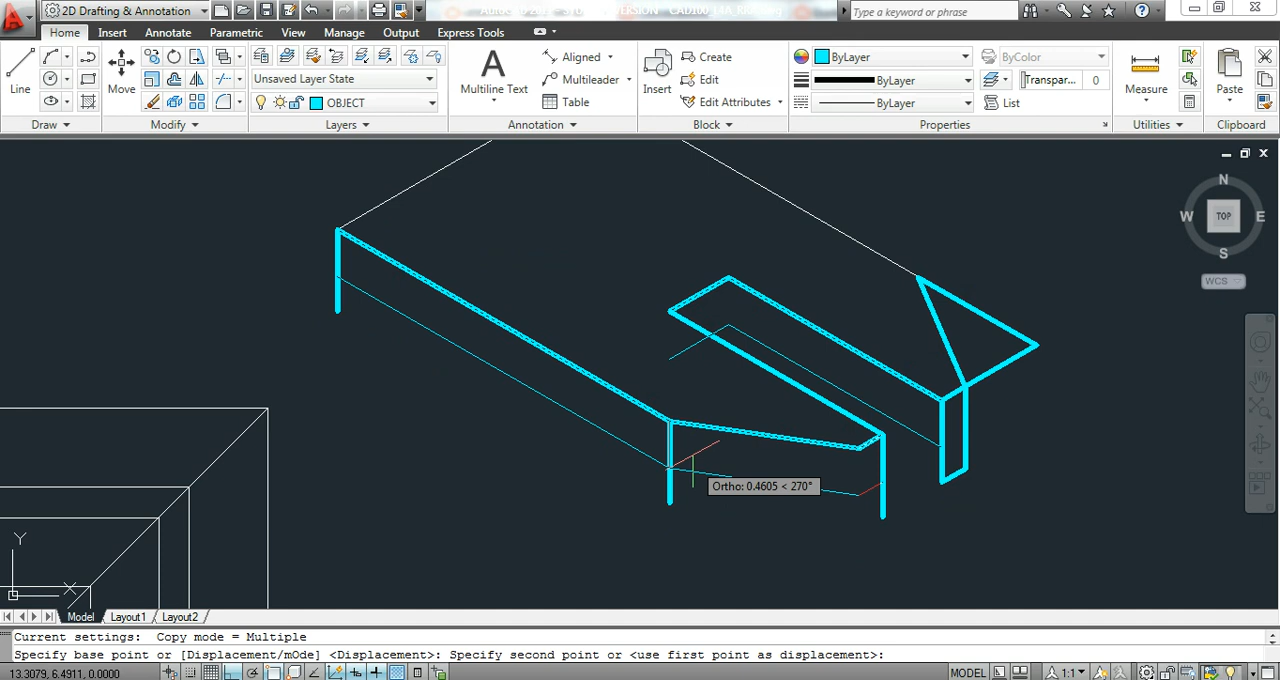 2D Drafting & Annotation
Type a keyword or phrase
Home Insert Annotate Parametric View Manage Output Express Tools
Line
Move
Unsaved Layer State
OBJECT
Multiline Text
Aligned
Multileader
Table
Insert
Create
Edit
Edit Attributes
ByLayer
ByLayer
ByLayer
ByColor
Transpar... 0
List
Measure
Paste
Draw Modify Layers Annotation Block Properties Utilities Clipboard
N
W TOP E
S
WCS
Ortho: 0.4605 < 270°
Y
X
Model Layout1 Layout2
Current settings: Copy mode = Multiple
Specify base point or [Displacement/mOde] <Displacement>: Specify second point or <use first point as displacement>:
13.3079, 6.4911, 0.0000 MODEL 1:1